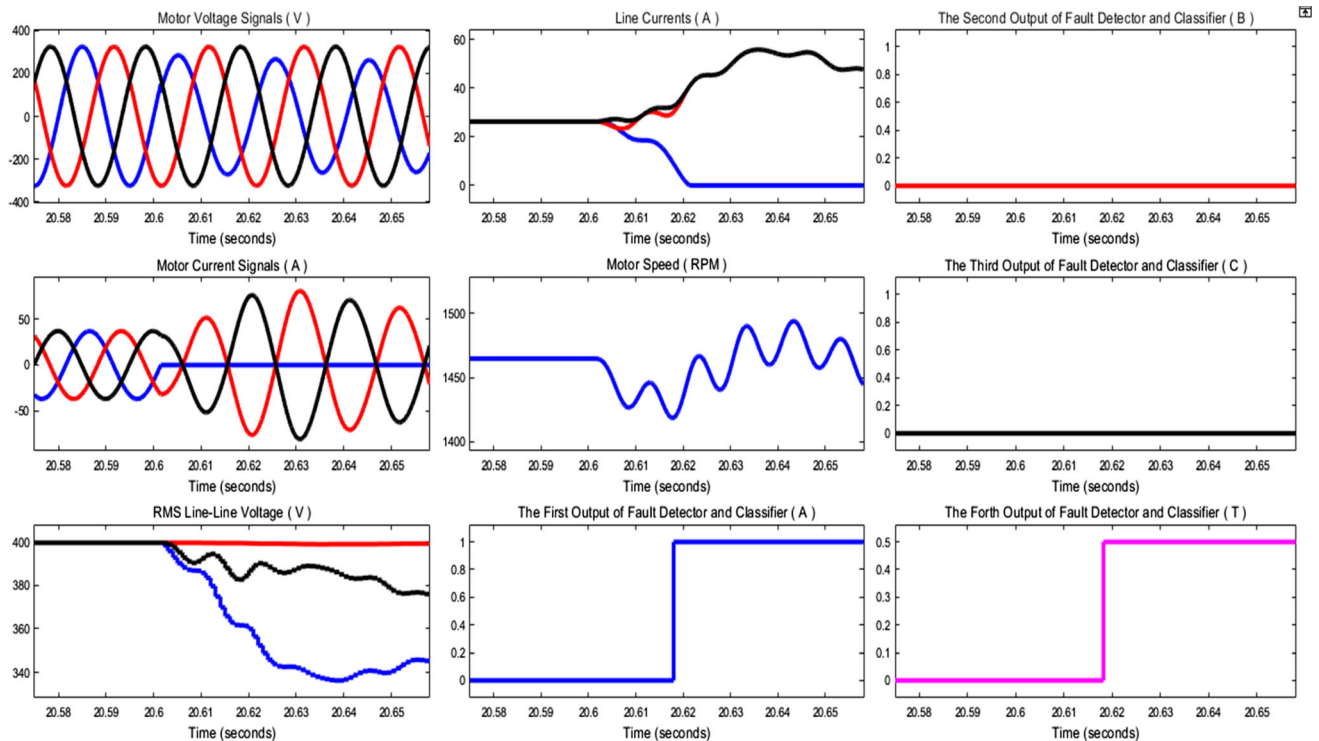 Motor Voltage Signals ( V )
400
200
0
-200
-400
20.58 20.59 20.6 20.61 20.62 20.63 20.64 20.65
Time (seconds)
Line Currents ( A )
60
40
20
0
20.58 20.59 20.6 20.61 20.62 20.63 20.64 20.65
Time (seconds)
The Second Output of Fault Detector and Classifier ( B )
1
0.8
0.6
0.4
0.2
0
20.58 20.59 20.6 20.61 20.62 20.63 20.64 20.65
Time (seconds)
Motor Current Signals ( A )
50
0
-50
20.58 20.59 20.6 20.61 20.62 20.63 20.64 20.65
Time (seconds)
Motor Speed ( RPM )
1500
1450
1400
20.58 20.59 20.6 20.61 20.62 20.63 20.64 20.65
Time (seconds)
The Third Output of Fault Detector and Classifier ( C )
1
0.8
0.6
0.4
0.2
0
20.58 20.59 20.6 20.61 20.62 20.63 20.64 20.65
Time (seconds)
RMS Line-Line Voltage ( V )
400
380
360
340
20.58 20.59 20.6 20.61 20.62 20.63 20.64 20.65
Time (seconds)
The First Output of Fault Detector and Classifier ( A )
1
0.8
0.6
0.4
0.2
0
20.58 20.59 20.6 20.61 20.62 20.63 20.64 20.65
Time (seconds)
The Forth Output of Fault Detector and Classifier ( T )
0.5
0.4
0.3
0.2
0.1
0
20.58 20.59 20.6 20.61 20.62 20.63 20.64 20.65
Time (seconds)